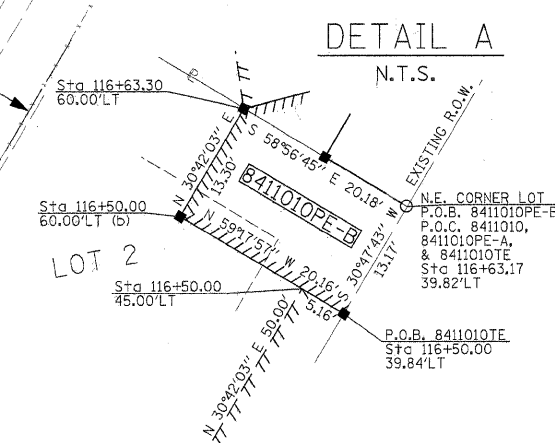 DETAIL A
N.T.S.
Sta 116+63.30
60.00'LT
S 58°56'45" E 20.18'
EXISTING R.O.W.
N 30°42'03" E
13.30'
8411010PE-B
N.E. CORNER LOT
P.O.B. 8411010PE-B
P.O.C. 8411010,
8411010PE-A,
& 8411010TE
Sta 116+63.17
39.82'LT
Sta 116+50.00
60.00'LT (b)
N 59°17'57" W 20.16'
S 30°47'43" W
13.17'
LOT 2
Sta 116+50.00
45.00'LT
5.16'
P.O.B. 8411010TE
Sta 116+50.00
39.84'LT
N 30°42'03" E 50.00'